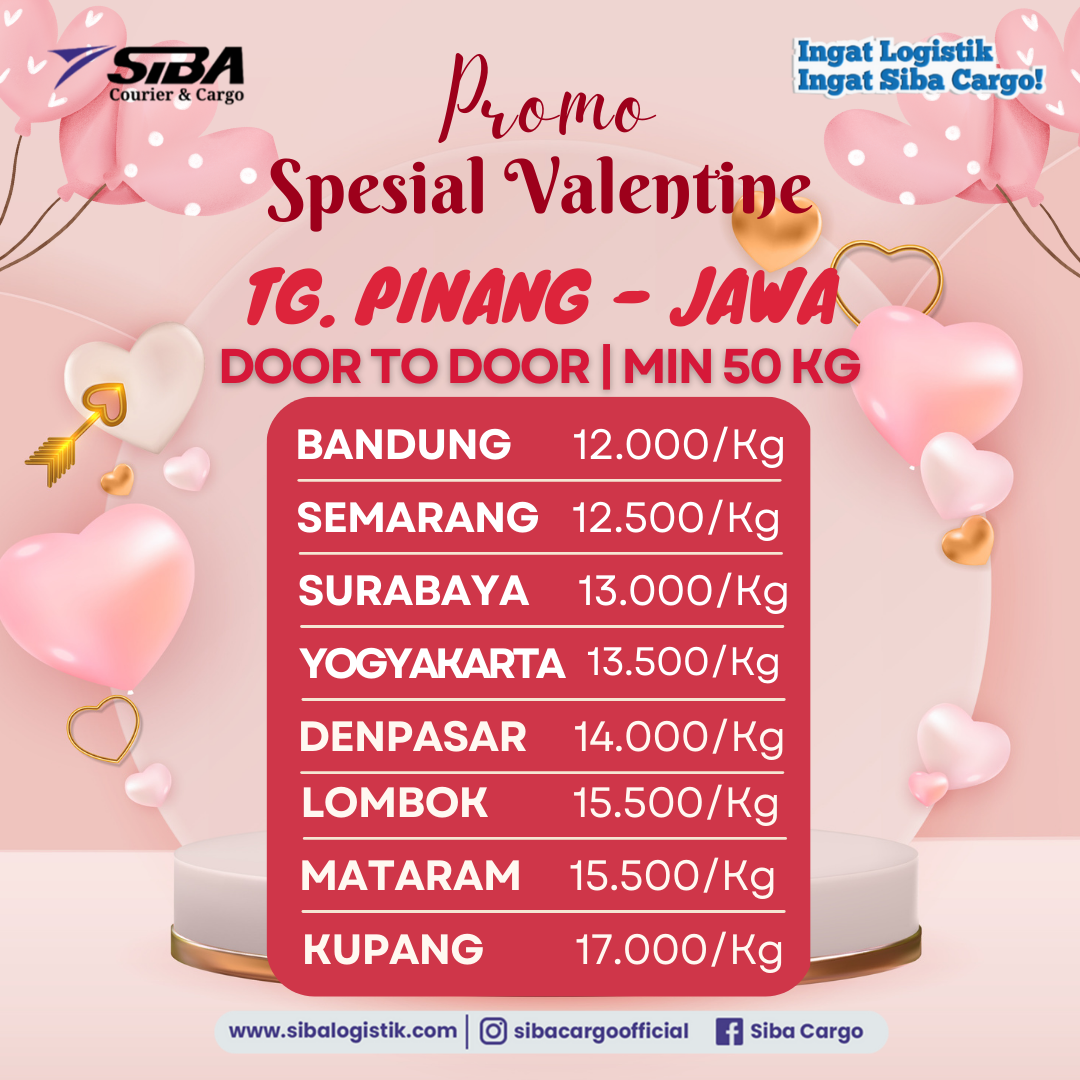 SiBA
Courier & Cargo
Ingat Logistik
Ingat Siba Cargo!
Promo
Spesial Valentine
TG. PINANG - JAWA
DOOR TO DOOR | MIN 50 KG
BANDUNG 12.000/Kg
SEMARANG 12.500/Kg
SURABAYA 13.000/Kg
YOGYAKARTA 13.500/Kg
DENPASAR 14.000/Kg
LOMBOK 15.500/Kg
MATARAM 15.500/Kg
KUPANG 17.000/Kg
www.sibalogistik.com | sibacargoofficial Siba Cargo